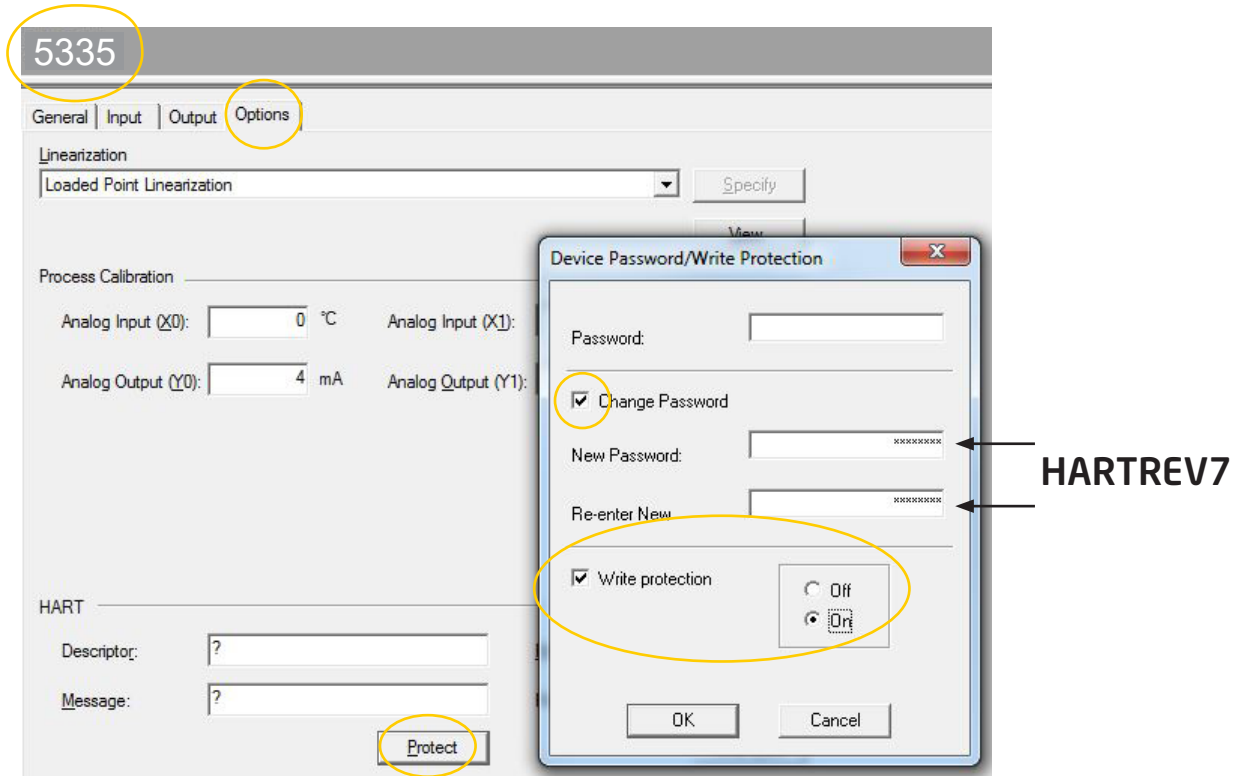 5335
General Input Output Options
Linearization
Loaded Point Linearization Specify
View
Device Password/Write Protection
Process Calibration
Analog Input (X0): 0 °C Analog Input (X1):
Password:
Analog Output (Y0): 4 mA Analog Output (Y1):
Change Password
New Password: ********
HARTREV7
Re-enter New ********
Write protection
Off
On
HART
Descriptor: ?
Message: ?
OK Cancel
Protect